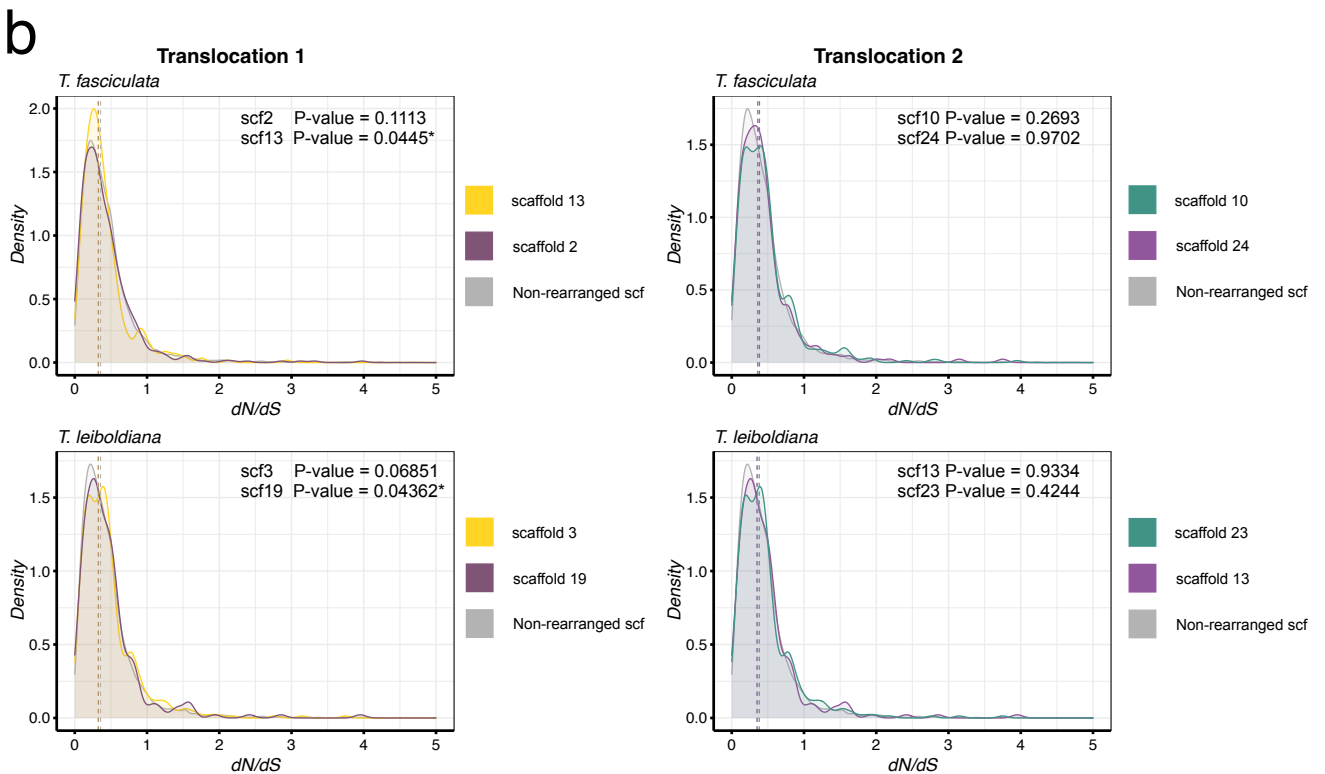 b
Translocation 1
T. fasciculata
scf2 P-value = 0.1113
scf13 P-value = 0.0445*
2.0
1.5
1.0
0.5
0.0
Density
0 1 2 3 4 5
dN/dS
scaffold 13
scaffold 2
Non-rearranged scf
Translocation 2
T. fasciculata
scf10 P-value = 0.2693
scf24 P-value = 0.9702
1.5
1.0
0.5
0.0
Density
0 1 2 3 4 5
dN/dS
scaffold 10
scaffold 24
Non-rearranged scf
T. leiboldiana
scf3 P-value = 0.06851
scf19 P-value = 0.04362*
1.5
1.0
0.5
0.0
Density
0 1 2 3 4 5
dN/dS
scaffold 3
scaffold 19
Non-rearranged scf
T. leiboldiana
scf13 P-value = 0.9334
scf23 P-value = 0.4244
1.5
1.0
0.5
0.0
Density
0 1 2 3 4 5
dN/dS
scaffold 23
scaffold 13
Non-rearranged scf